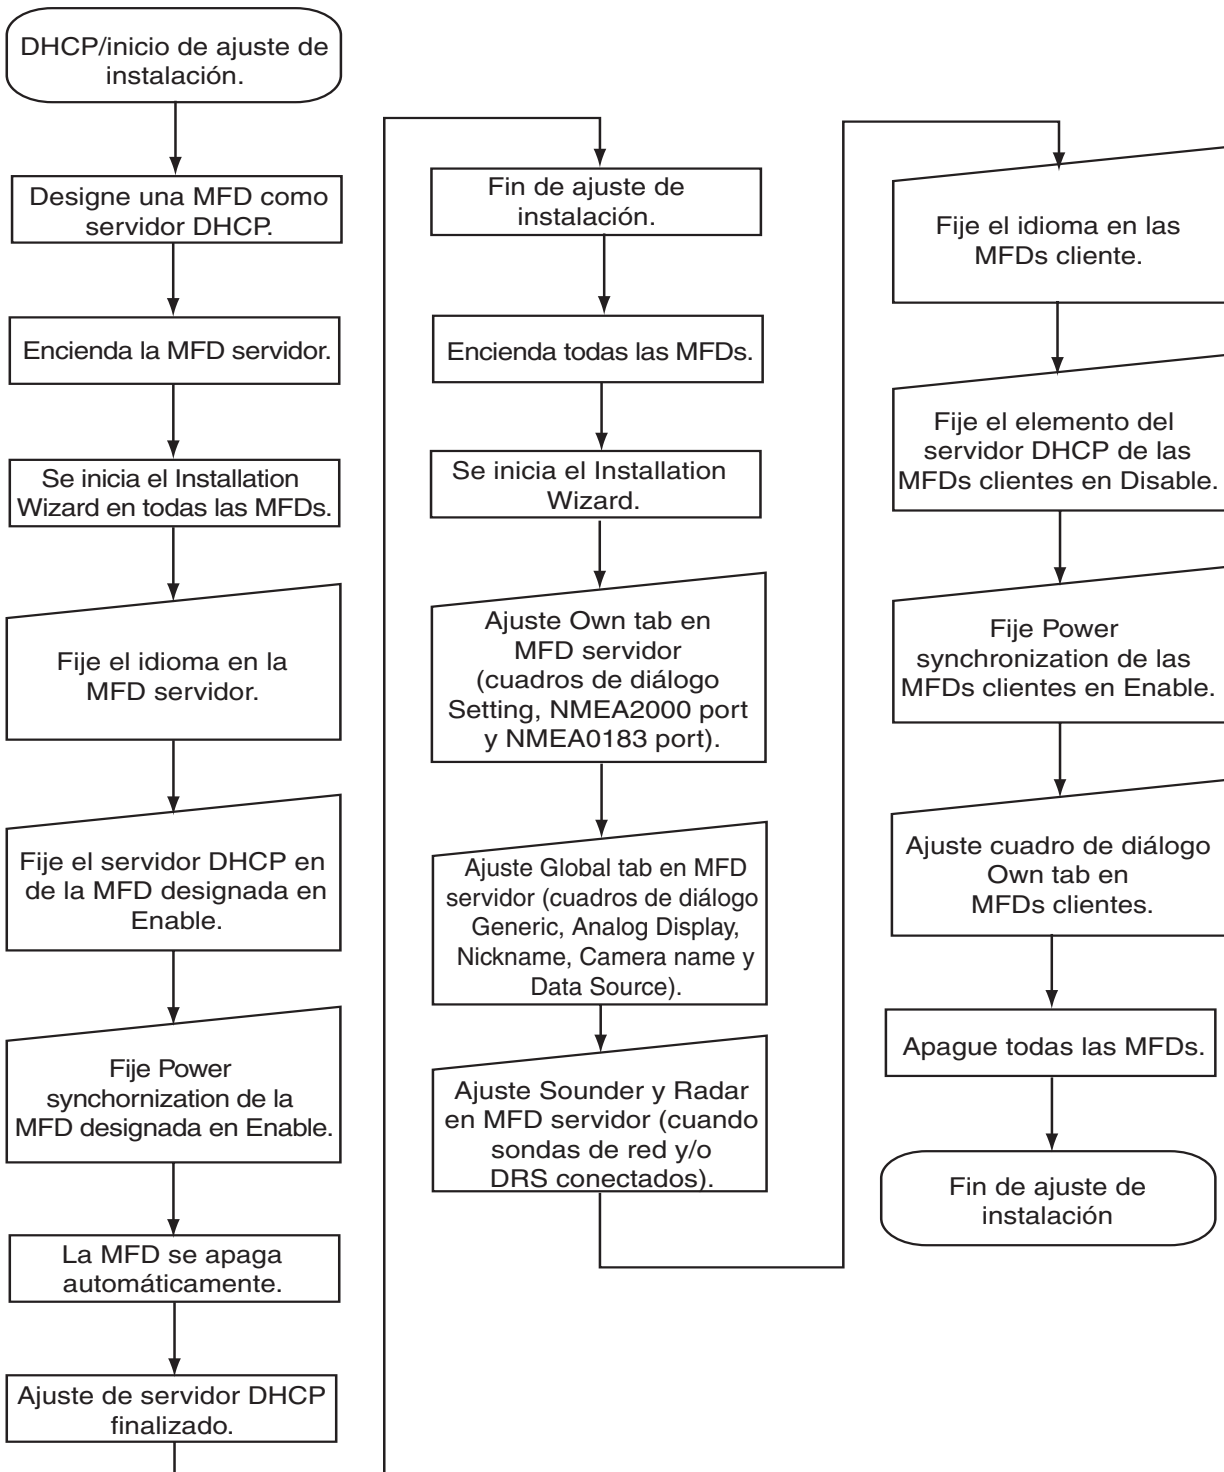 DHCP/inicio de ajuste de
instalación.
Designe una MFD como
servidor DHCP.
Encienda la MFD servidor.
Se inicia el Installation
Wizard en todas las MFDs.
Fije el idioma en la
MFD servidor.
Fije el servidor DHCP en
de la MFD designada en
Enable.
Fije Power
synchornization de la
MFD designada en Enable.
La MFD se apaga
automáticamente.
Ajuste de servidor DHCP
finalizado.
Fin de ajuste de
instalación.
Encienda todas las MFDs.
Se inicia el Installation
Wizard.
Ajuste Own tab en
MFD servidor
(cuadros de diálogo
Setting, NMEA2000 port
y NMEA0183 port).
Ajuste Global tab en MFD
servidor (cuadros de diálogo
Generic, Analog Display,
Nickname, Camera name y
Data Source).
Ajuste Sounder y Radar
en MFD servidor (cuando
sondas de red y/o
DRS conectados).
Fije el idioma en las
MFDs cliente.
Fije el elemento del
servidor DHCP de las
MFDs clientes en Disable.
Fije Power
synchronization de las
MFDs clientes en Enable.
Ajuste cuadro de diálogo
Own tab en
MFDs clientes.
Apague todas las MFDs.
Fin de ajuste de
instalación